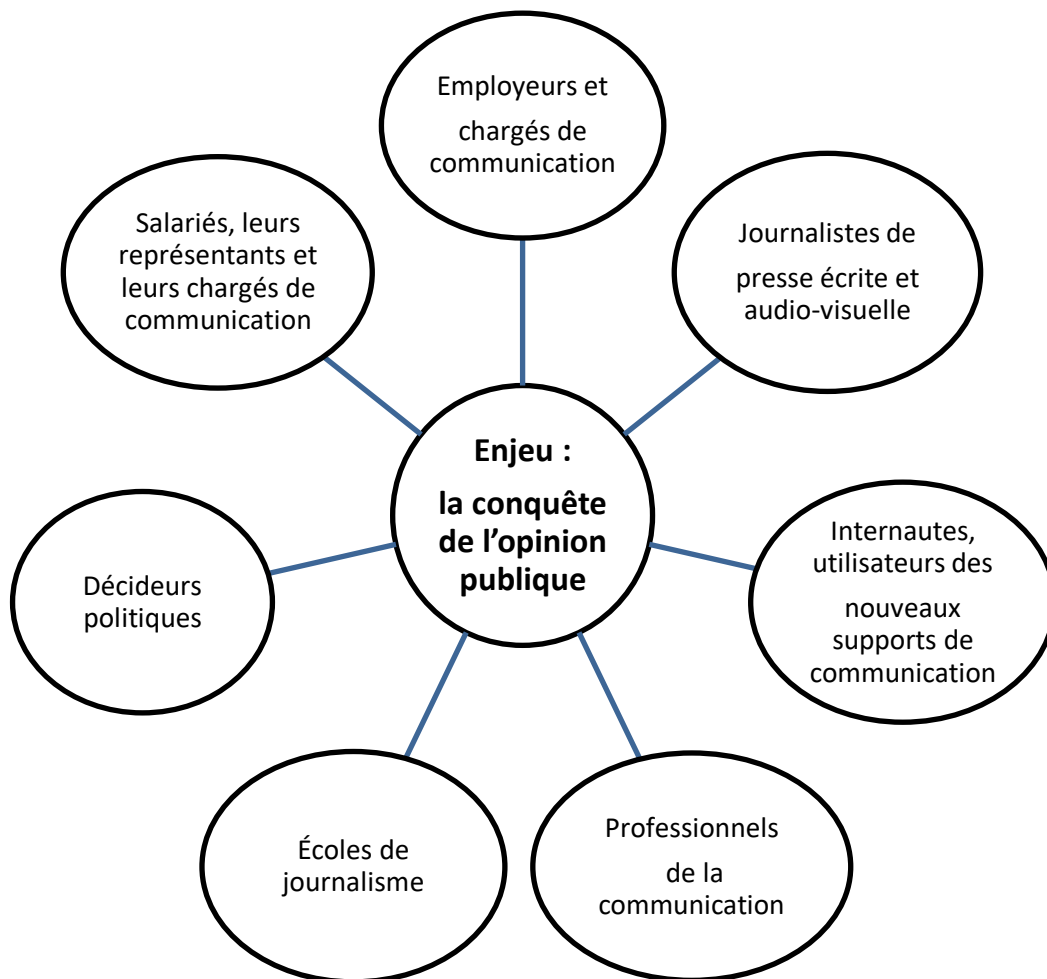 Employeurs et
chargés de
communication
Salariés, leurs
représentants et
leurs chargés de
communication
Journalistes de
presse écrite et
audio-visuelle
Enjeu :
la conquête
de l’opinion
publique
Internautes,
utilisateurs des
nouveaux
supports de
communication
Décideurs
politiques
Écoles de
journalisme
Professionnels
de la
communication